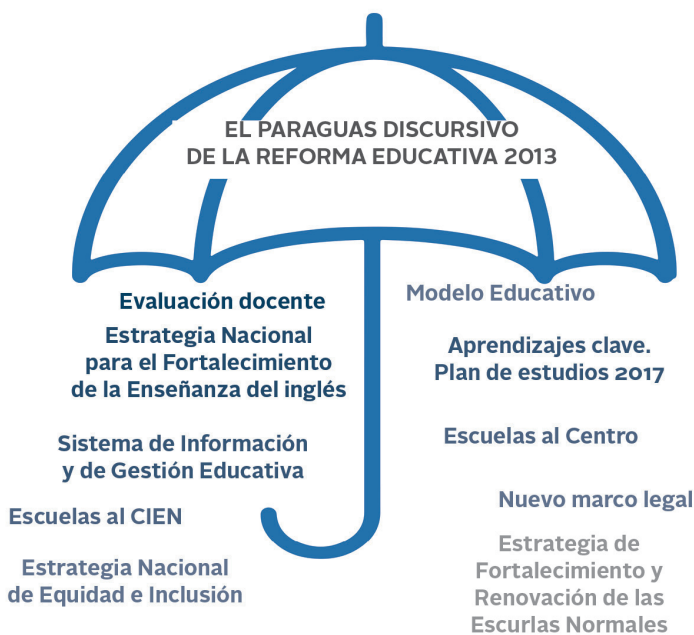 EL PARAGUAS DISCURSIVO
DE LA REFORMA EDUCATIVA 2013
Evaluación docente
Estrategia Nacional
para el Fortalecimiento
de la Enseñanza del inglés
Sistema de Información
y de Gestión Educativa
Escuelas al CIEN
Estrategia Nacional
de Equidad e Inclusión
Modelo Educativo
Aprendizajes clave.
Plan de estudios 2017
Escuelas al Centro
Nuevo marco legal
Estrategia de
Fortalecimiento y
Renovación de las
Escurlas Normales